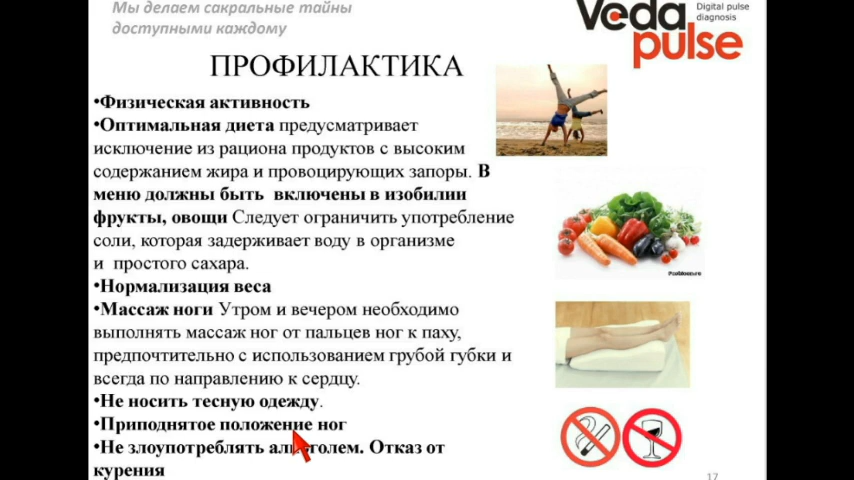 Мы делаем сакральные тайны
доступными каждому
Veda pulse
Digital pulse
diagnosis
ПРОФИЛАКТИКА
•Физическая активность
•Оптимальная диета предусматривает
исключение из рациона продуктов с высоким
содержанием жира и провоцирующих запоры. В
меню должны быть включены в изобилии
фрукты, овощи Следует ограничить употребление
соли, которая задерживает воду в организме
и простого сахара.
•Нормализация веса
•Массаж ноги Утром и вечером необходимо
выполнять массаж ног от пальцев ног к паху,
предпочтительно с использованием грубой губки и
всегда по направлению к сердцу.
•Не носить тесную одежду.
•Приподнятое положение ног
•Не злоупотреблять алкоголем. Отказ от
курения
17